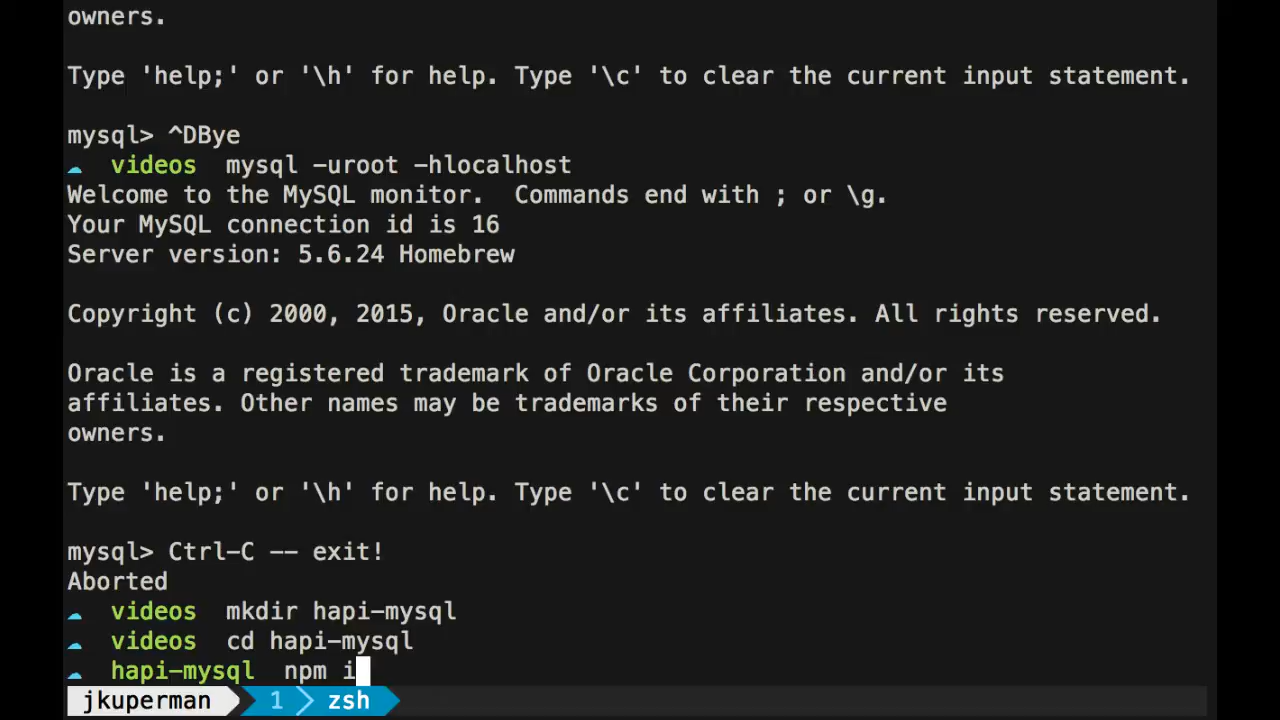 owners.
Type 'help;' or '\h' for help. Type '\c' to clear the current input statement.
mysql> ^DBye
☁ videos mysql -uroot -hlocalhost
Welcome to the MySQL monitor. Commands end with ; or \g.
Your MySQL connection id is 16
Server version: 5.6.24 Homebrew
Copyright (c) 2000, 2015, Oracle and/or its affiliates. All rights reserved.
Oracle is a registered trademark of Oracle Corporation and/or its
affiliates. Other names may be trademarks of their respective
owners.
Type 'help;' or '\h' for help. Type '\c' to clear the current input statement.
mysql> Ctrl-C -- exit!
Aborted
☁ videos mkdir hapi-mysql
☁ videos cd hapi-mysql
☁ hapi-mysql npm i
jkuperman 1 zsh